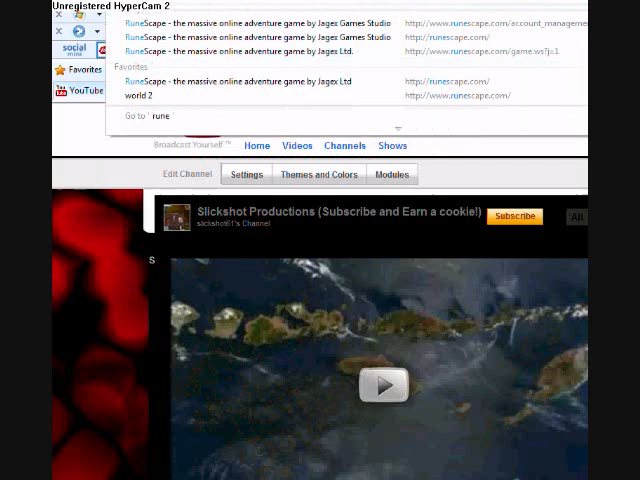 Unregistered HyperCam 2
RuneScape - the massive online adventure game by Jagex Games Studio http://www.runescape.com/account_manageme
RuneScape - the massive online adventure game by Jagex Games Studio http://runescape.com/
RuneScape - the massive online adventure game by Jagex Ltd. http://www.runescape.com/game.ws?j=1
social
Favorites
Favorites
RuneScape - the massive online adventure game by Jagex Ltd http://runescape.com/
You Tube YouTube
world 2 http://www.runescape.com/
Go to ' rune '
Broadcast Yourself™
Home Videos Channels Shows
Edit Channel Settings Themes and Colors Modules
Slickshot Productions (Subscribe and Earn a cookie!) Subscribe All
slickshot61's Channel
S